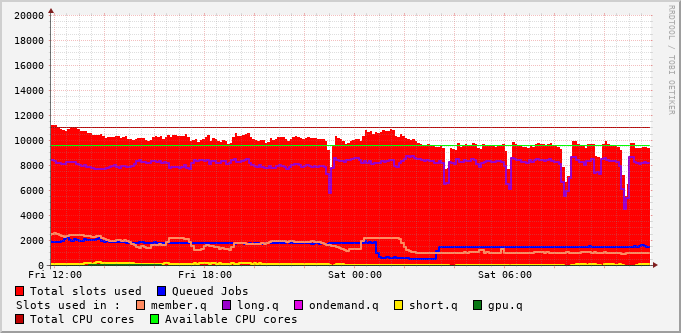 20000
18000
16000
14000
12000
10000
8000
6000
4000
2000
0
Fri 12:00 Fri 18:00 Sat 00:00 Sat 06:00
RRDTOOL / TOBI OETIKER
Total slots used Queued Jobs
Slots used in : member.q long.q ondemand.q short.q gpu.q
Total CPU cores Available CPU cores